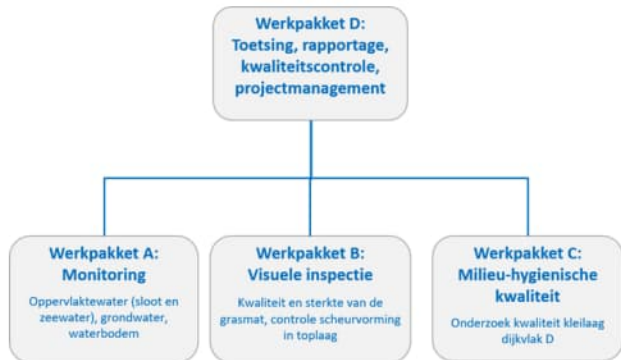 Werkpakket D:
Toetsing, rapportage,
kwaliteitscontrole,
projectmanagement
Werkpakket A:
Monitoring
Oppervlaktewater (sloot en
zeewater), grondwater,
waterbodem
Werkpakket B:
Visuele inspectie
Kwaliteit en sterkte van de
grasmat, controle scheurvorming
in toplaag
Werkpakket C:
Milieu-hygienische
kwaliteit
Onderzoek kwaliteit kleilaag
dijkvlak D